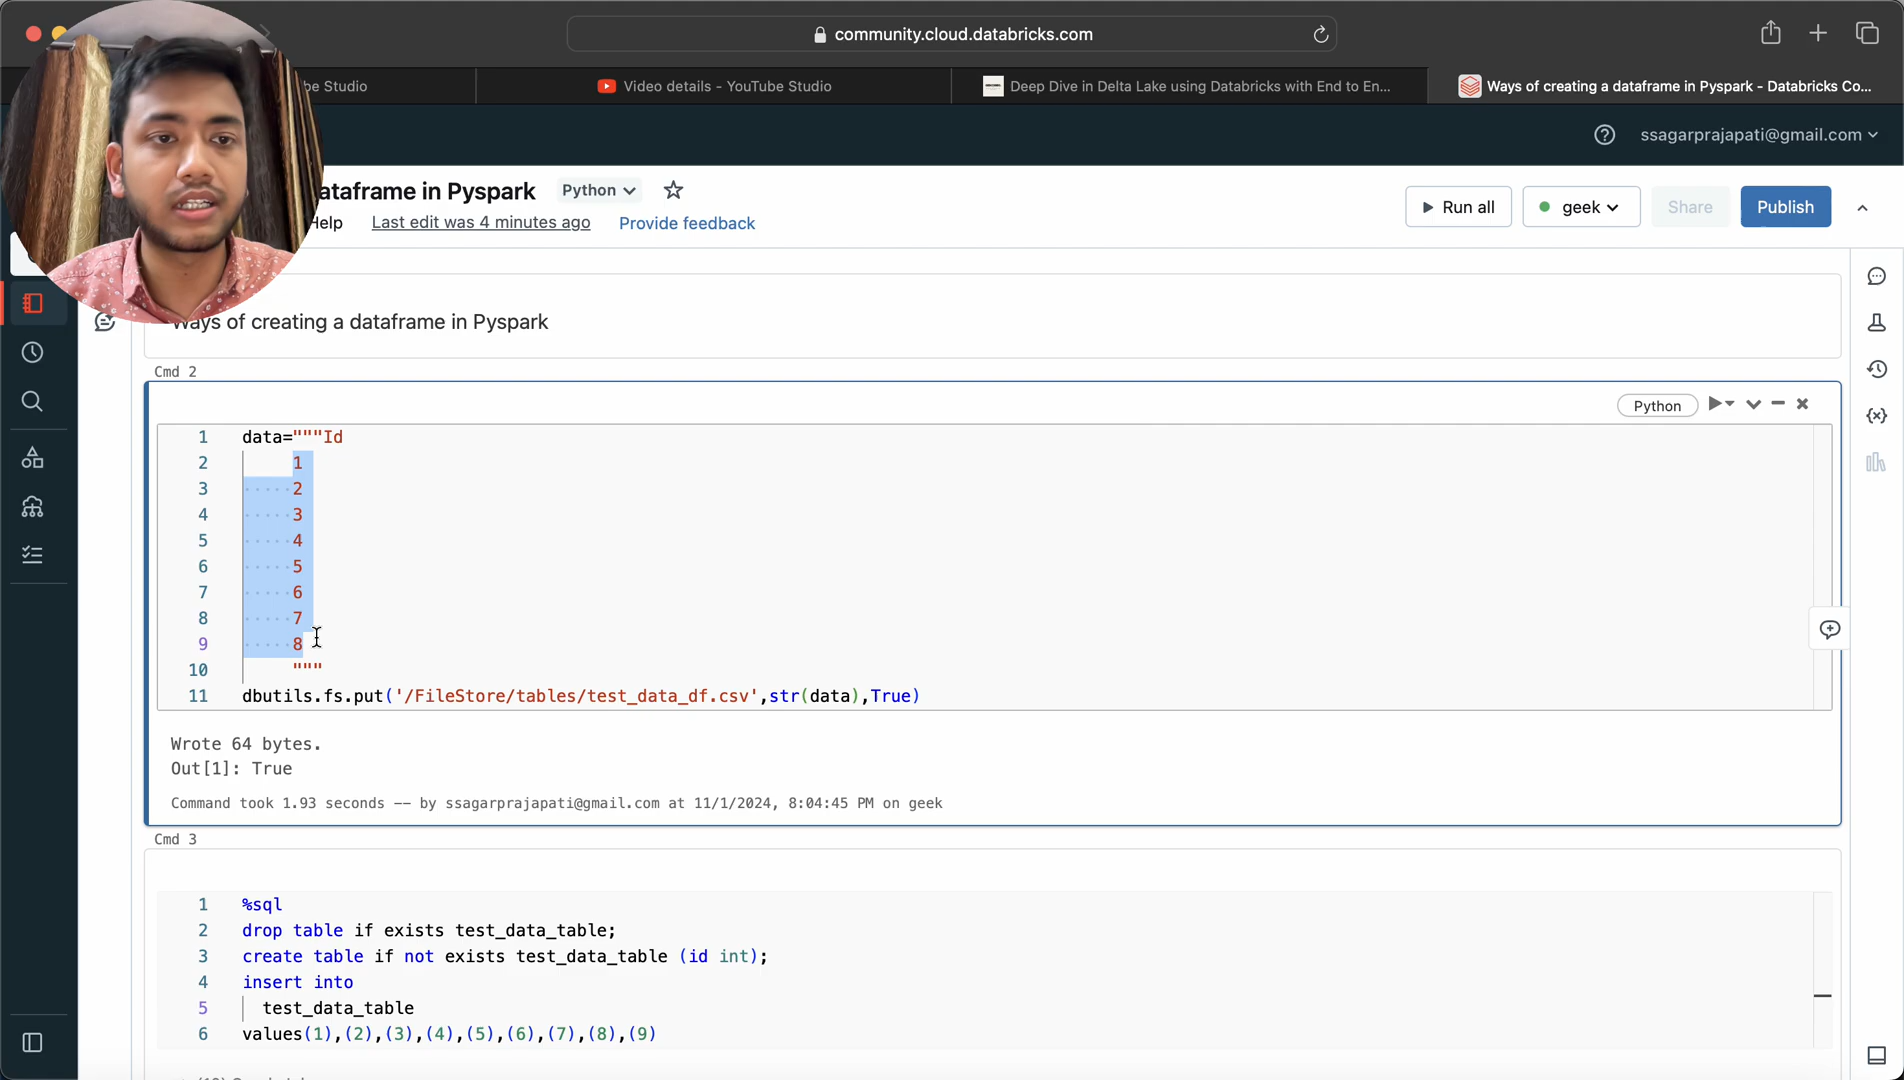 community.cloud.databricks.com
be Studio
Video details - YouTube Studio
Deep Dive in Delta Lake using Databricks with End to En...
Ways of creating a dataframe in Pyspark - Databricks Co...
ssagarprajapati@gmail.com
ataframe in Pyspark
Python
Help
Last edit was 4 minutes ago
Provide feedback
Run all
geek
Share
Publish
Ways of creating a dataframe in Pyspark
Cmd 2
Python
1 data="""Id
2 1
3 2
4 3
5 4
6 5
7 6
8 7
9 8
10 """
11 dbutils.fs.put('/FileStore/tables/test_data_df.csv',str(data),True)
Wrote 64 bytes.
Out[1]: True
Command took 1.93 seconds -- by ssagarprajapati@gmail.com at 11/1/2024, 8:04:45 PM on geek
Cmd 3
1 %sql
2 drop table if exists test_data_table;
3 create table if not exists test_data_table (id int);
4 insert into
5 test_data_table
6 values(1),(2),(3),(4),(5),(6),(7),(8),(9)